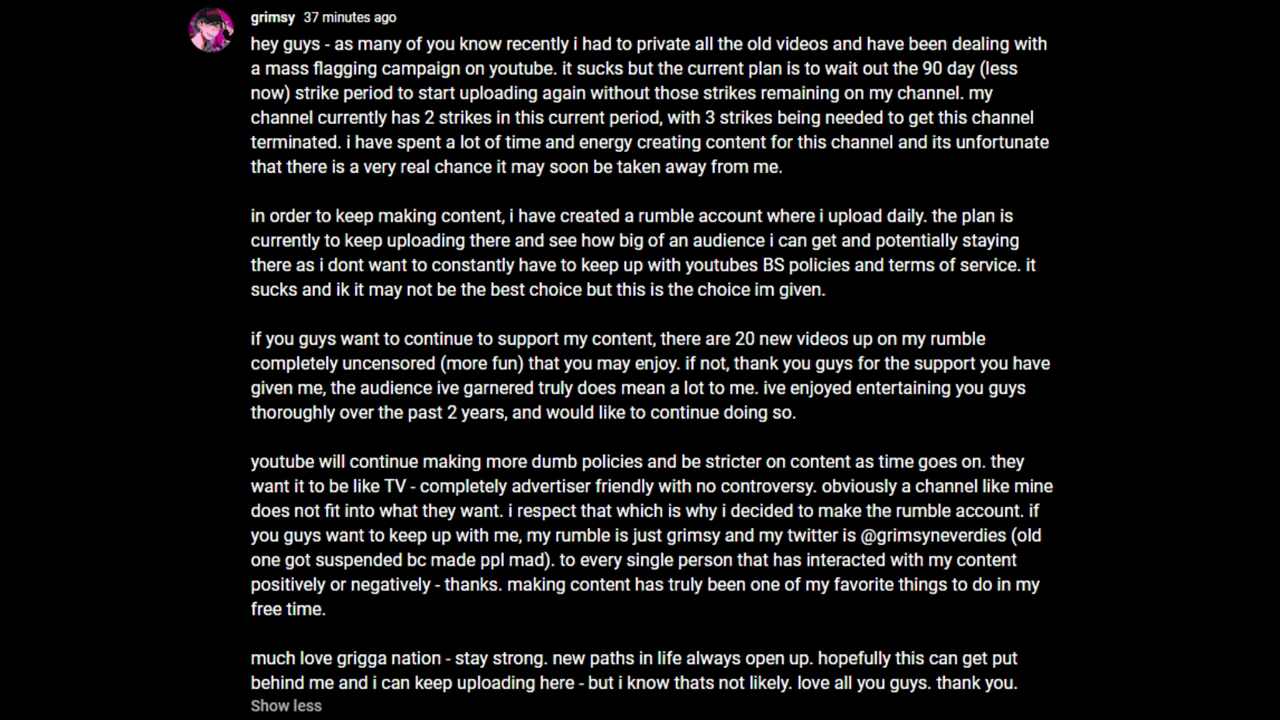 grimsy 37 minutes ago
hey guys - as many of you know recently i had to private all the old videos and have been dealing with
a mass flagging campaign on youtube. it sucks but the current plan is to wait out the 90 day (less
now) strike period to start uploading again without those strikes remaining on my channel. my
channel currently has 2 strikes in this current period, with 3 strikes being needed to get this channel
terminated. i have spent a lot of time and energy creating content for this channel and its unfortunate
that there is a very real chance it may soon be taken away from me.
in order to keep making content, i have created a rumble account where i upload daily. the plan is
currently to keep uploading there and see how big of an audience i can get and potentially staying
there as i dont want to constantly have to keep up with youtubes BS policies and terms of service. it
sucks and ik it may not be the best choice but this is the choice im given.
if you guys want to continue to support my content, there are 20 new videos up on my rumble
completely uncensored (more fun) that you may enjoy. if not, thank you guys for the support you have
given me, the audience ive garnered truly does mean a lot to me. ive enjoyed entertaining you guys
thoroughly over the past 2 years, and would like to continue doing so.
youtube will continue making more dumb policies and be stricter on content as time goes on. they
want it to be like TV - completely advertiser friendly with no controversy. obviously a channel like mine
does not fit into what they want. i respect that which is why i decided to make the rumble account. if
you guys want to keep up with me, my rumble is just grimsy and my twitter is @grimsyneverdies (old
one got suspended bc made ppl mad). to every single person that has interacted with my content
positively or negatively - thanks. making content has truly been one of my favorite things to do in my
free time.
much love grigga nation - stay strong. new paths in life always open up. hopefully this can get put
behind me and i can keep uploading here - but i know thats not likely. love all you guys. thank you.
Show less